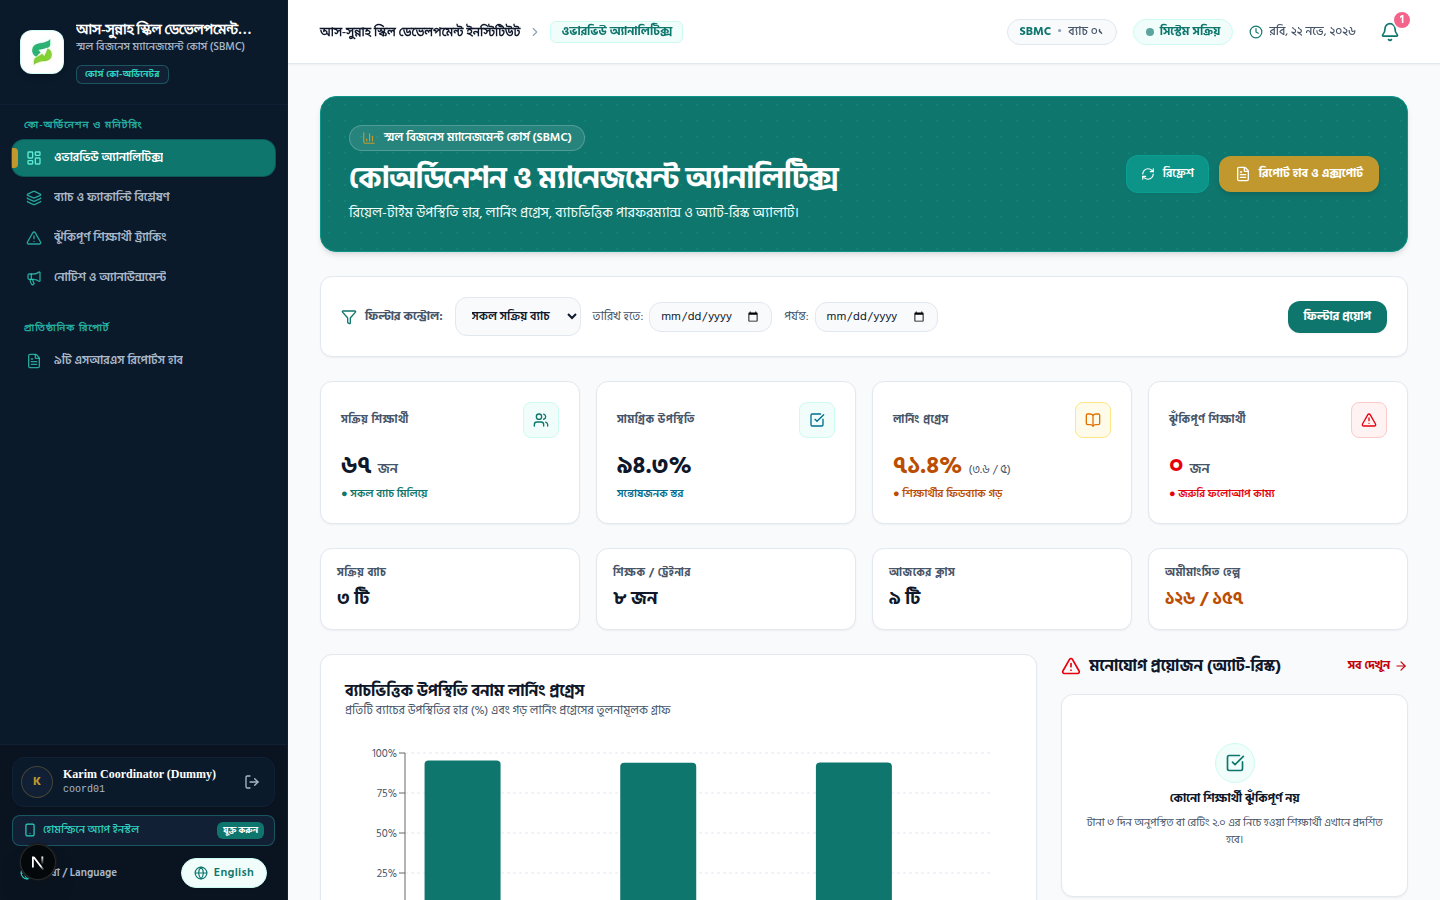 আস-সুন্নাহ স্কিল ডেভেলপমেন্ট...
স্মল বিজনেস ম্যানেজমেন্ট কোর্স (SBMC)
কোর্স কো-অর্ডিনেটর
কো-অর্ডিনেশন ও মনিটরিং
ওভারভিউ অ্যানালিটিক্স
ব্যাচ ও ফ্যাকাল্টি বিশ্লেষণ
ঝুঁকিপূর্ণ শিক্ষার্থী ট্র্যাকিং
নোটিশ ও অ্যানাউন্সমেন্ট
প্রাতিষ্ঠানিক রিপোর্ট
৯টি এসআরএস রিপোর্টস হাব
K
Karim Coordinator (Dummy)
coord01
হোমস্ক্রিনে অ্যাপ ইনস্টল
যুক্ত করুন
N
/ Language
English
আস-সুন্নাহ স্কিল ডেভেলপমেন্ট ইনস্টিটিউট
ওভারভিউ অ্যানালিটিক্স
SBMC • ব্যাচ ০১
সিস্টেম সক্রিয়
রবি, ২২ নভে, ২০২৬
1
স্মল বিজনেস ম্যানেজমেন্ট কোর্স (SBMC)
কোঅর্ডিনেশন ও ম্যানেজমেন্ট অ্যানালিটিক্স
রিয়েল-টাইম উপস্থিতি হার, লার্নিং প্রগ্রেস, ব্যাচভিত্তিক পারফরম্যান্স ও অ্যাট-রিস্ক অ্যালার্ট।
রিফ্রেশ
রিপোর্ট হাব ও এক্সপোর্ট
ফিল্টার কন্ট্রোল:
সকল সক্রিয় ব্যাচ
তারিখ হতে:
mm/dd/yyyy
পর্যন্ত:
mm/dd/yyyy
ফিল্টার প্রয়োগ
সক্রিয় শিক্ষার্থী
৬৭ জন
● সকল ব্যাচ মিলিয়ে
সামগ্রিক উপস্থিতি
৯৪.৩%
সন্তোষজনক স্তর
লার্নিং প্রগ্রেস
৭১.৪% (৩.৬ / ৫)
● শিক্ষার্থীর ফিডব্যাক গড়
ঝুঁকিপূর্ণ শিক্ষার্থী
০ জন
● জরুরি ফলোআপ কাম্য
সক্রিয় ব্যাচ
৩ টি
শিক্ষক / ট্রেইনার
৮ জন
আজকের ক্লাস
৯ টি
অমীমাংসিত হেল্প
১২৬ / ১৫৭
ব্যাচভিত্তিক উপস্থিতি বনাম লার্নিং প্রগ্রেস
প্রতিটি ব্যাচের উপস্থিতির হার (%) এবং গড় লার্নিং প্রগ্রেসের তুলনামূলক গ্রাফ
100%
75%
50%
25%
মনোযোগ প্রয়োজন (অ্যাট-রিস্ক)
সব দেখুন
কোনো শিক্ষার্থী ঝুঁকিপূর্ণ নয়
টানা ৩ দিন অনুপস্থিত বা রেটিং ২.০ এর নিচে হওয়া শিক্ষার্থী এখানে প্রদর্শিত
হবে।